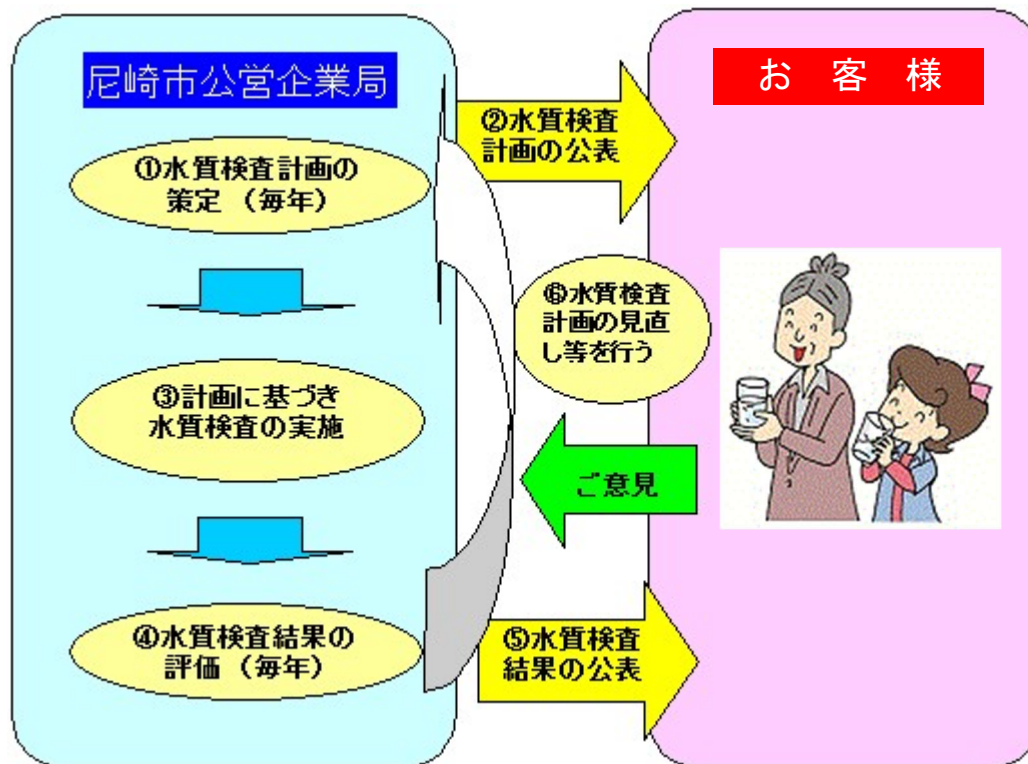 尼崎市公営企業局
お　客　様
①水質検査計画の
策定（毎年）
②水質検査
計画の公表
③計画に基づき
水質検査の実施
④水質検査結果の
評価（毎年）
⑤水質検査
結果の公表
ご意見
⑥水質検査
計画の見直
し等を行う